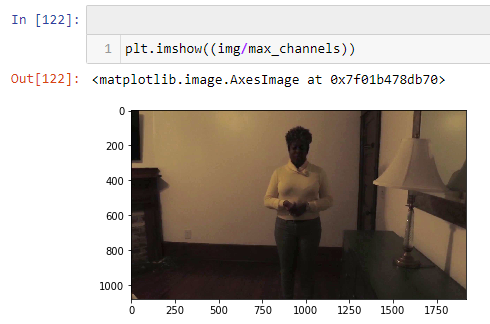 In [122]:
1 plt.imshow((img/max_channels))
Out[122]: <matplotlib.image.AxesImage at 0x7f01b478db70>
0
200
400
600
800
1000
0 250 500 750 1000 1250 1500 1750